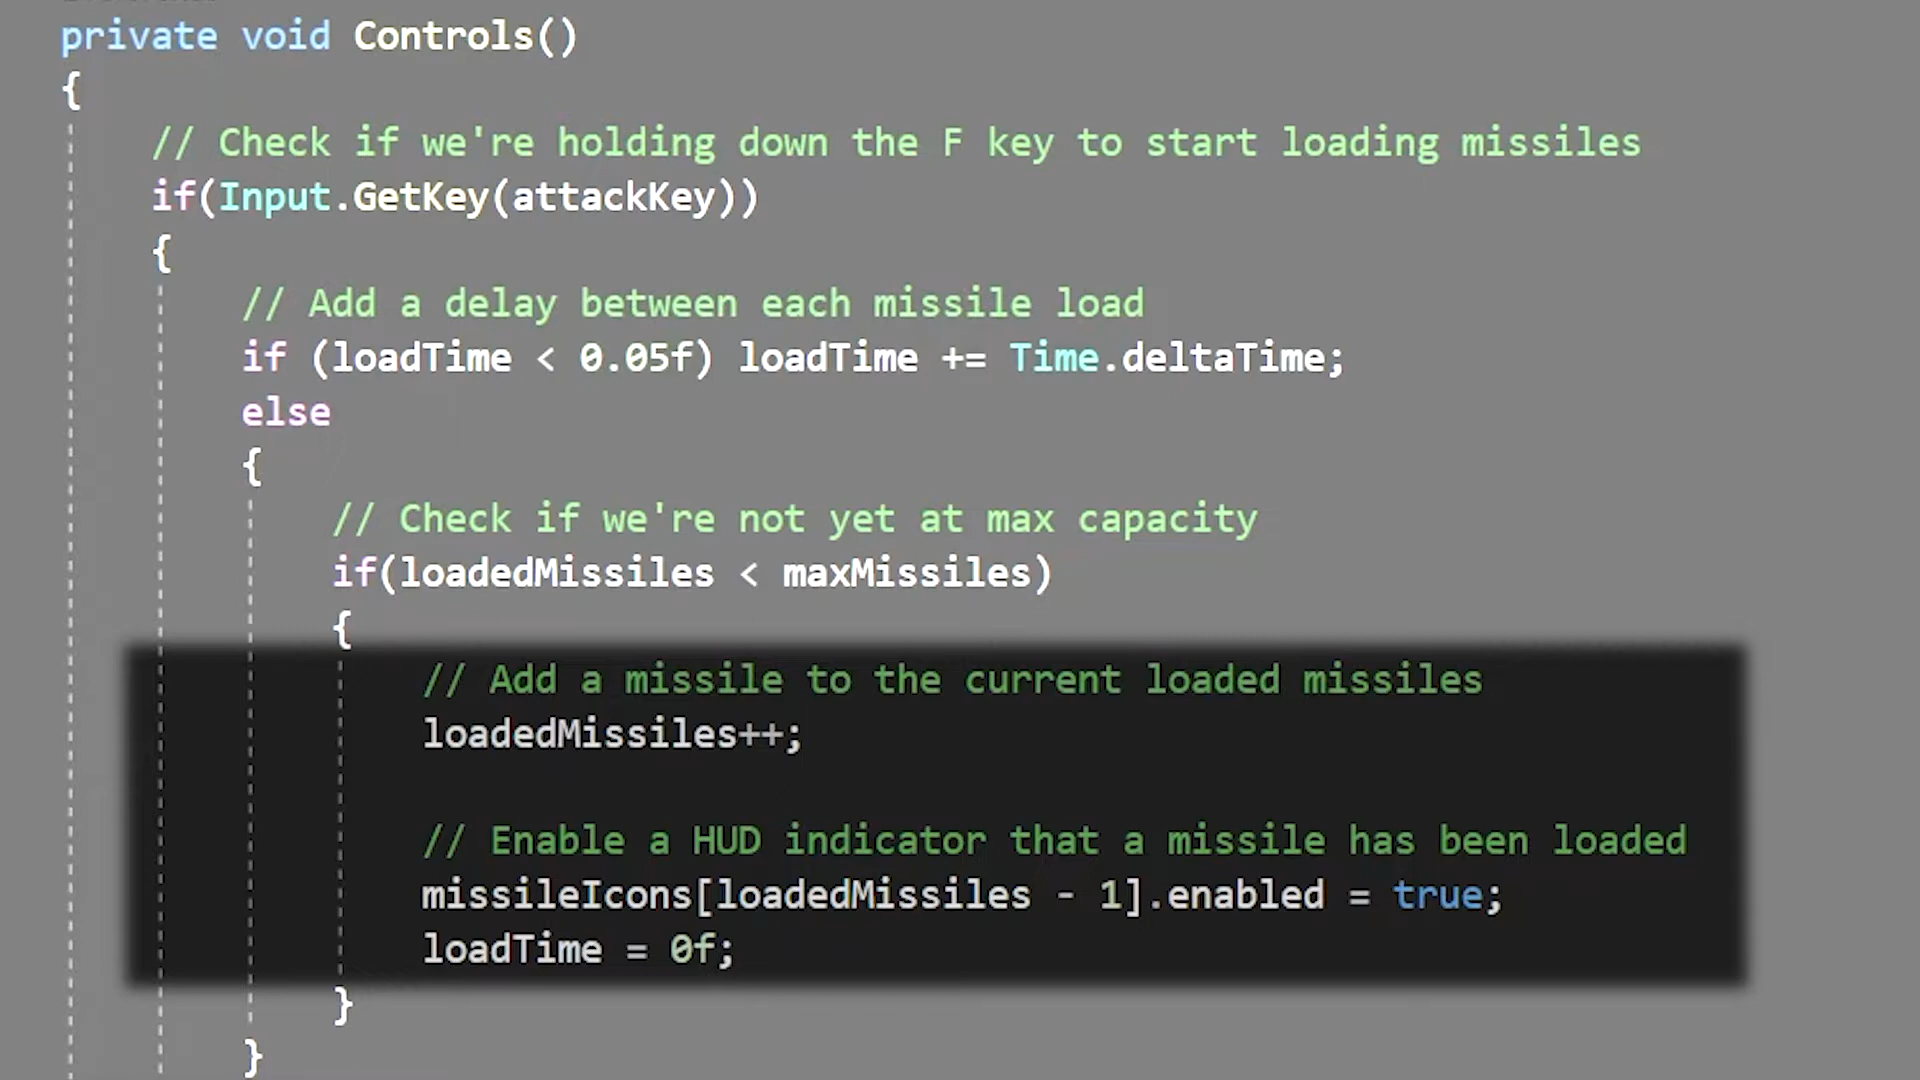 private void Controls()
{
// Check if we're holding down the F key to start loading missiles
if(Input.GetKey(attackKey))
{
// Add a delay between each missile load
if (loadTime < 0.05f) loadTime += Time.deltaTime;
else
{
// Check if we're not yet at max capacity
if(loadedMissiles < maxMissiles)
{
// Add a missile to the current loaded missiles
loadedMissiles++;
// Enable a HUD indicator that a missile has been loaded
missileIcons[loadedMissiles - 1].enabled = true;
loadTime = 0f;
}
}